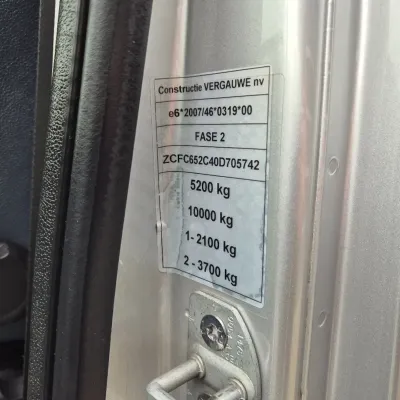 Constructie VERGAUWE nv
e6*2007/46*0319*00
FASE 2
ZCFC652C40D705742
5200 kg
10000 kg
1- 2100 kg
2 - 3700 kg